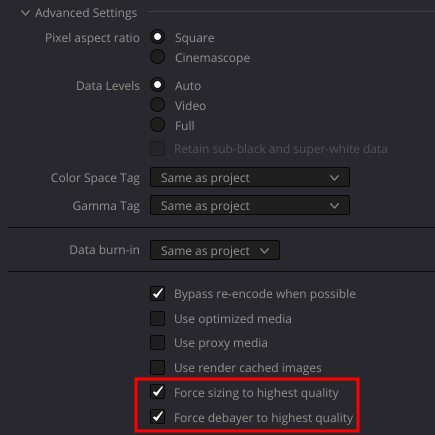 Advanced Settings
Pixel aspect ratio Square
Cinemascope
Data Levels Auto
Video
Full
Retain sub-black and super-white data
Color Space Tag Same as project
Gamma Tag Same as project
Data burn-in Same as project
Bypass re-encode when possible
Use optimized media
Use proxy media
Use render cached images
Force sizing to highest quality
Force debayer to highest quality